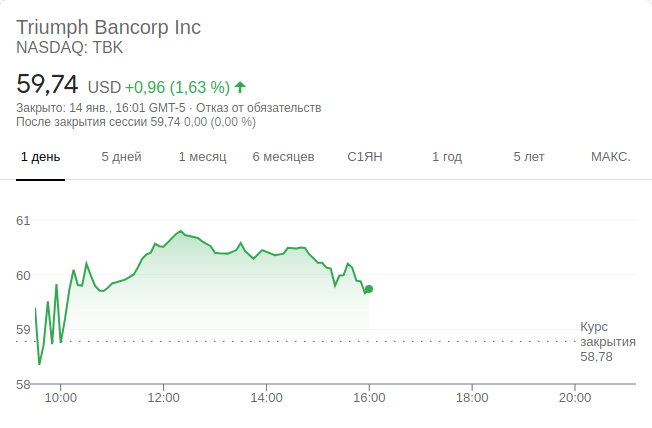 Triumph Bancorp Inc
NASDAQ: TBK
59,74 USD +0,96 (1,63 %)
Закрыто: 14 янв., 16:01 GMT-5 · Отказ от обязательств
После закрытия сессии 59,74 0,00 (0,00 %)
1 день 5 дней 1 месяц 6 месяцев С1ЯН 1 год 5 лет МАКС.
61
60
59
58
Курс
закрытия
58,78
10:00 12:00 14:00 16:00 18:00 20:00